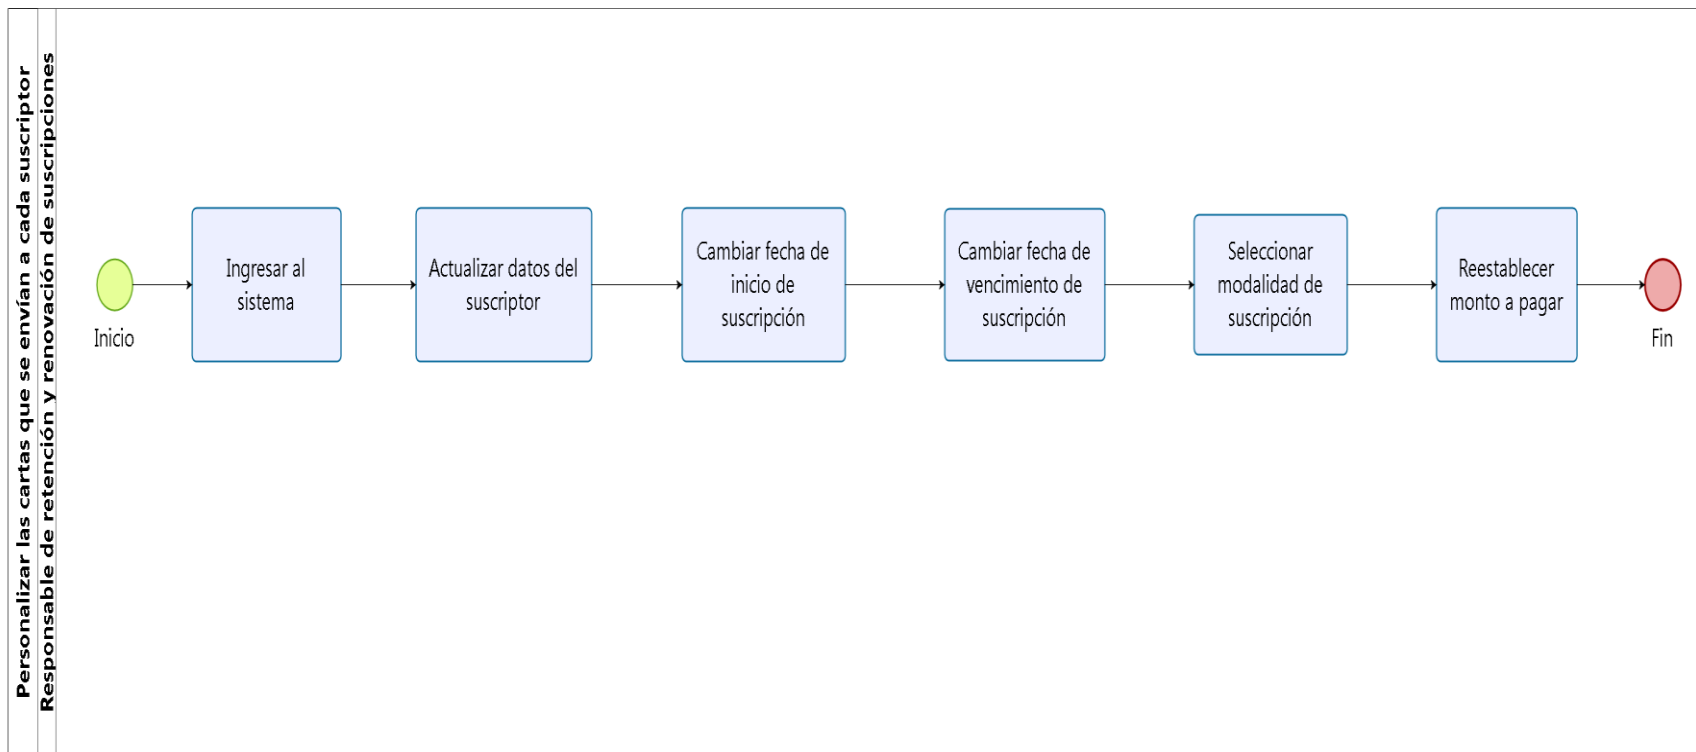 Personalizar las cartas que se envían a cada suscriptor
Responsable de retención y renovación de suscripciones
Inicio
Ingresar al
sistema
Actualizar datos del
suscriptor
Cambiar fecha de
inicio de
suscripción
Cambiar fecha de
vencimiento de
suscripción
Seleccionar
modalidad de
suscripción
Reestablecer
monto a pagar
Fin